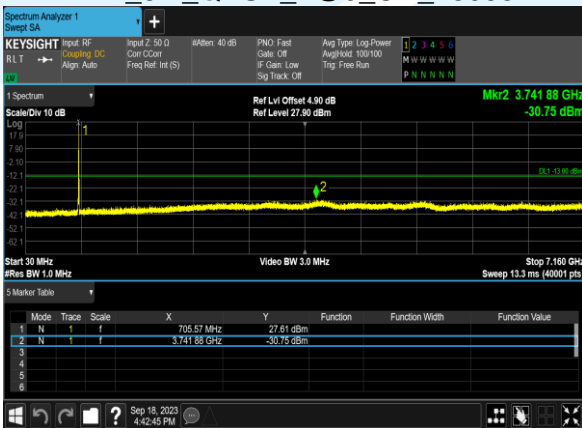 Spectrum Analyzer 1
Swept SA
+
KEYSIGHT Input: RF Input Z: 50 Ω #Atten: 40 dB PNO: Fast Avg Type: Log-Power 1 2 3 4 5 6
RLT Coupling: DC Corr CCorr Gate: Off Avg|Hold: 100/100 M W W W W W
Align: Auto Freq Ref: Int (S) IF Gain: Low Trig: Free Run
Sig Track: Off P N N N N N
LW
1 Spectrum
Scale/Div 10 dB Ref Lvl Offset 4.90 dB Mkr2 3.741 88 GHz
Log Ref Level 27.90 dBm -30.75 dBm
17.9
7.90
-2.10
-12.1
-22.1
-32.1
-42.1
-52.1
-62.1
1
DL1 -13.00 dBm
2
Start 30 MHz Video BW 3.0 MHz Stop 7.160 GHz
#Res BW 1.0 MHz Sweep 13.3 ms (40001 pts)
5 Marker Table
Mode Trace Scale X Y Function Function Width Function Value
1 N 1 f 705.57 MHz 27.61 dBm
2 N 1 f 3.741 88 GHz -30.75 dBm
3
4
5
6
? Sep 18, 2023
4:42:45 PM